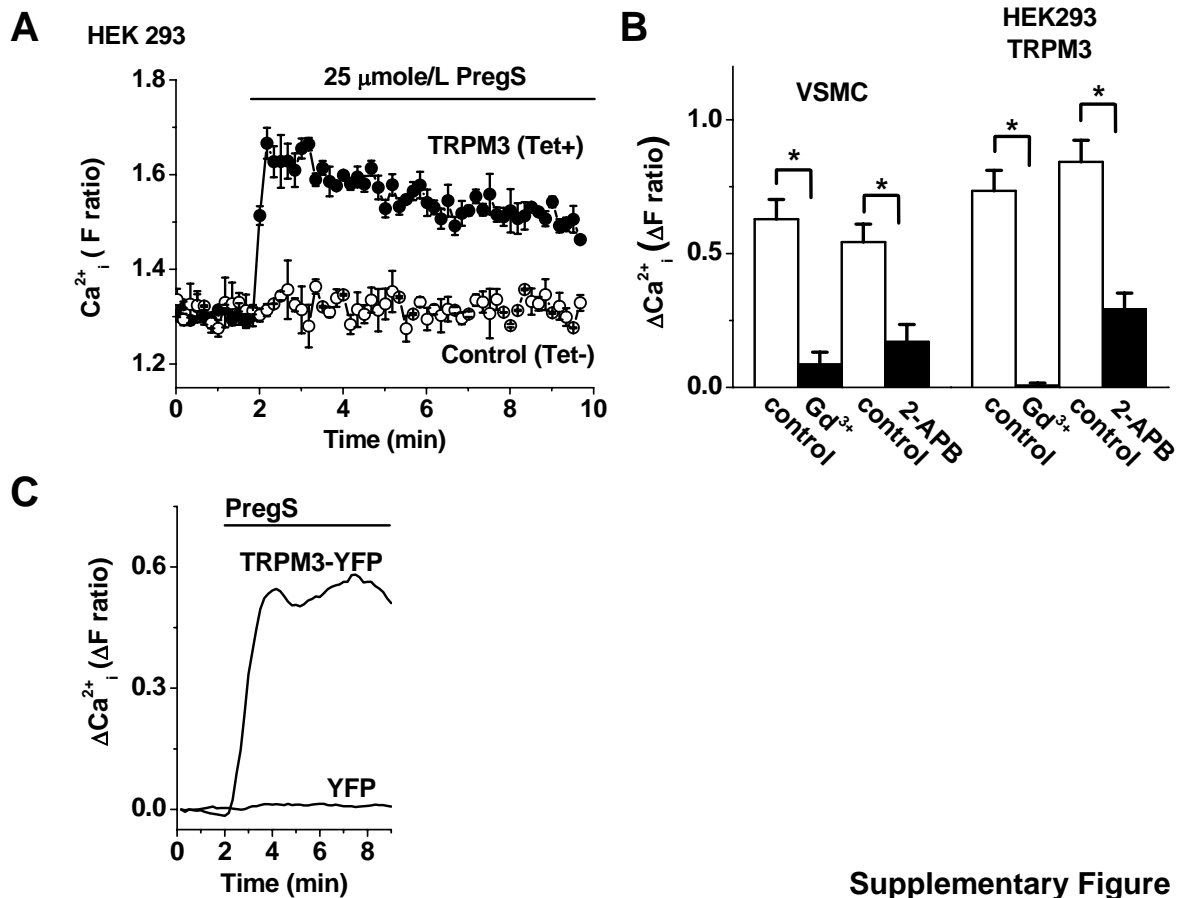 A
HEK 293
25 μmole/L PregS
TRPM3 (Tet+)
Control (Tet-)
Ca²⁺ᵢ ( F ratio)
1.8
1.6
1.4
1.3
1.2
0
2
4
6
8
10
Time (min)
B
HEK293
TRPM3
VSMC
*
*
*
*
ΔCa²⁺ᵢ (ΔF ratio)
1.0
0.5
0.0
control
Gd³⁺
control
2-APB
control
Gd³⁺
control
2-APB
C
PregS
TRPM3-YFP
YFP
ΔCa²⁺ᵢ (ΔF ratio)
0.6
0.3
0.0
0
2
4
6
8
Time (min)
Supplementary Figure